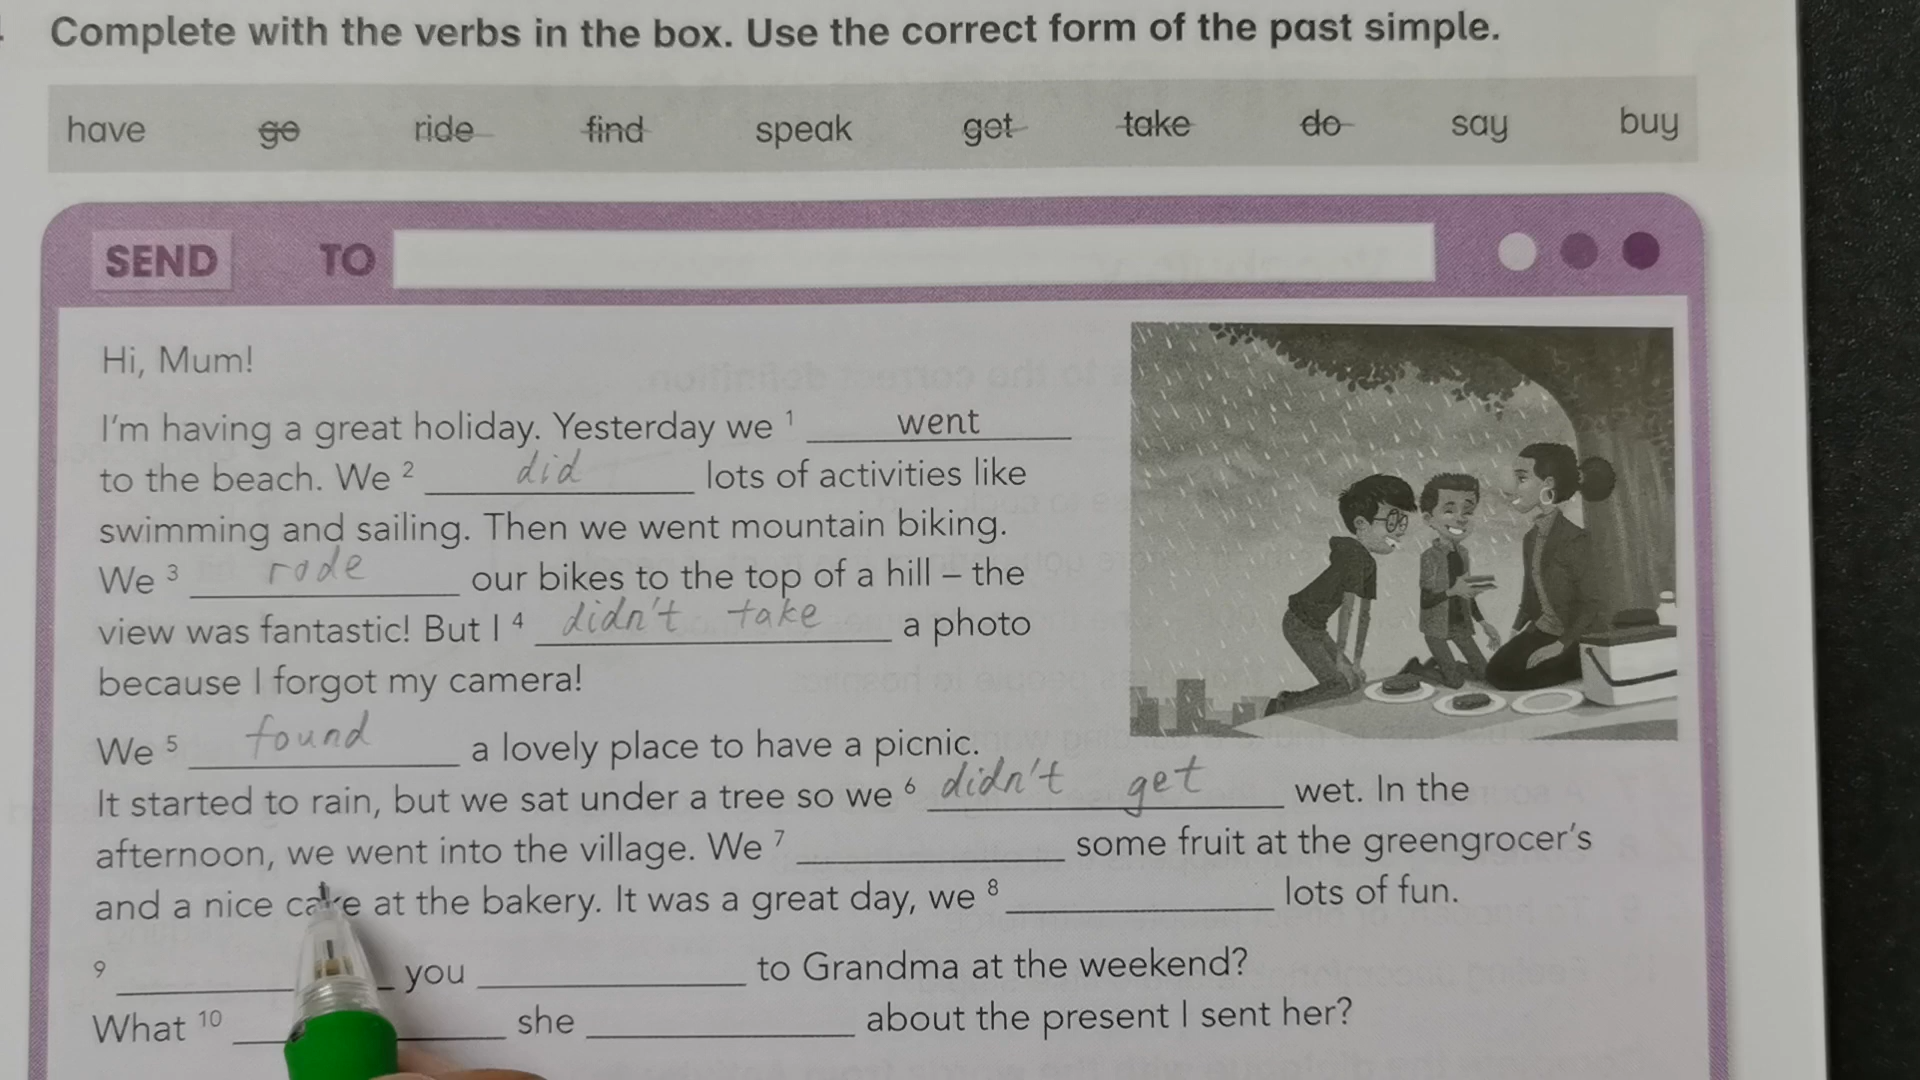 Complete with the verbs in the box. Use the correct form of the past simple.
have go ride find speak get take do say buy
SEND TO
Hi, Mum!
I'm having a great holiday. Yesterday we 1 went
to the beach. We 2 did lots of activities like
swimming and sailing. Then we went mountain biking.
We 3 rode our bikes to the top of a hill – the
view was fantastic! But I 4 didn't take a photo
because I forgot my camera!
We 5 found a lovely place to have a picnic.
It started to rain, but we sat under a tree so we 6 didn't get wet. In the
afternoon, we went into the village. We 7 some fruit at the greengrocer's
and a nice cake at the bakery. It was a great day, we 8 lots of fun.
9 you to Grandma at the weekend?
What 10 she about the present I sent her?